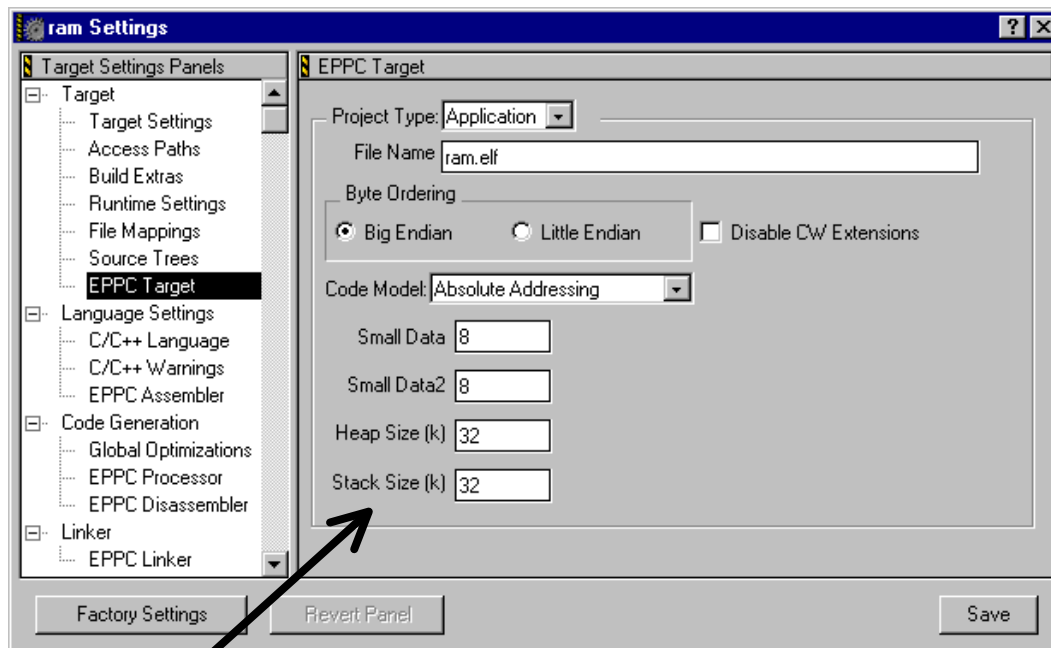 ram Settings
Target Settings Panels
Target
Target Settings
Access Paths
Build Extras
Runtime Settings
File Mappings
Source Trees
EPPC Target
Language Settings
C/C++ Language
C/C++ Warnings
EPPC Assembler
Code Generation
Global Optimizations
EPPC Processor
EPPC Disassembler
Linker
EPPC Linker
EPPC Target
Project Type: Application
File Name ram.elf
Byte Ordering
Big Endian Little Endian Disable CW Extensions
Code Model: Absolute Addressing
Small Data 8
Small Data2 8
Heap Size (k) 32
Stack Size (k) 32
Factory Settings Revert Panel Save